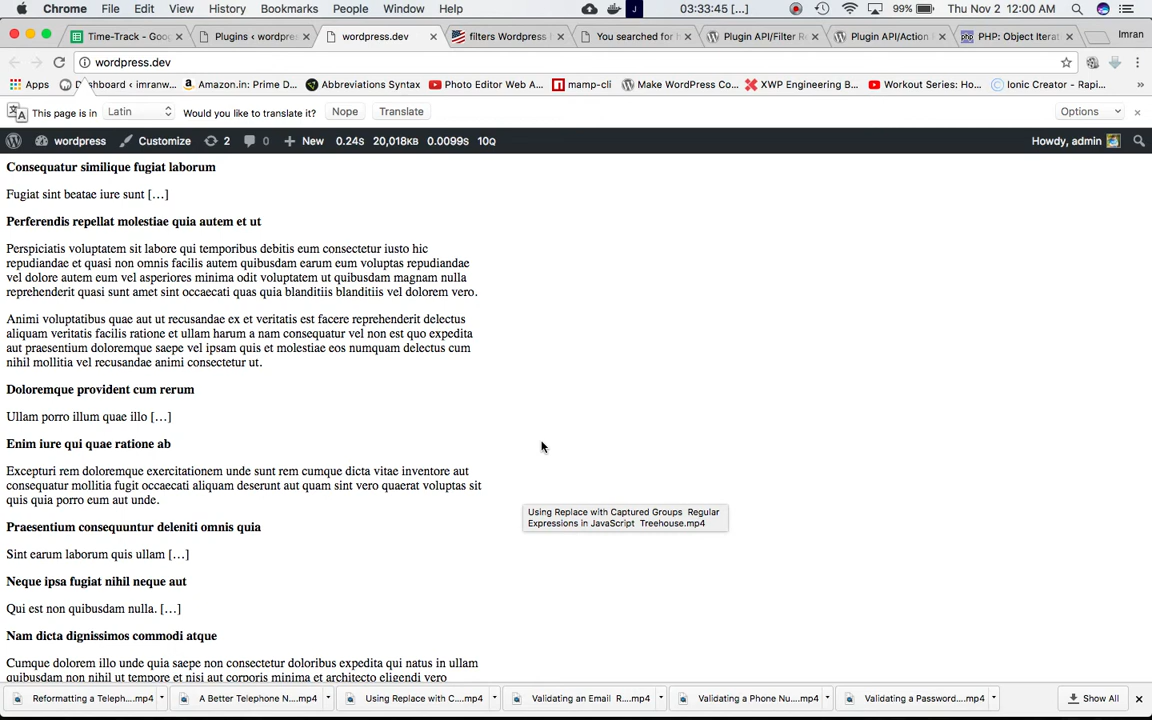 Chrome File Edit View History Bookmarks People Window Help 03:33:45 [...] 99% Thu Nov 2 12:00 AM
Time-Track - Goo Plugins ‹ wordpres wordpress.dev filters Wordpress You searched for Plugin API/Filter R Plugin API/Action PHP: Object Iterat Imran
wordpress.dev
Apps Dashboard ‹ imranw... Amazon.in: Prime D... Abbreviations Syntax Photo Editor Web A... mamp-cli Make WordPress Co... XWP Engineering B... Workout Series: Ho... Ionic Creator - Rapi... »
This page is in Latin Would you like to translate it? Nope Translate Options
wordpress Customize 2 0 New 0.24s 20,018KB 0.0099s 10Q Howdy, admin
Consequatur similique fugiat laborum
Fugiat sint beatae iure sunt […]
Perferendis repellat molestiae quia autem et ut
Perspiciatis voluptatem sit labore qui temporibus debitis eum consectetur iusto hic
repudiandae et quasi non omnis facilis autem quibusdam earum eum voluptas repudiandae
vel dolore autem eum vel asperiores minima odit voluptatem ut quibusdam magnam nulla
reprehenderit quasi sunt amet sint occaecati quas quia blanditiis blanditiis vel dolorem vero.
Animi voluptatibus quae aut ut recusandae ex et veritatis est facere reprehenderit delectus
aliquam veritatis facilis ratione et ullam harum a nam consequatur vel non est quo expedita
aut praesentium doloremque saepe vel ipsam quis et molestiae eos numquam delectus cum
nihil mollitia vel recusandae animi consectetur ut.
Doloremque provident cum rerum
Ullam porro illum quae illo […]
Enim iure qui quae ratione ab
Excepturi rem doloremque exercitationem unde sunt rem cumque dicta vitae inventore aut
consequatur mollitia fugit occaecati aliquam deserunt aut quam sint vero quaerat voluptas sit
quis quia porro eum aut unde.
Using Replace with Captured Groups Regular
Expressions in JavaScript Treehouse.mp4
Praesentium consequuntur deleniti omnis quia
Sint earum laborum quis ullam […]
Neque ipsa fugiat nihil neque aut
Qui est non quibusdam nulla. […]
Nam dicta dignissimos commodi atque
Cumque dolorem illo unde quia saepe non consectetur doloribus expedita qui natus in ullam
quibusdam non nihil ut tempore et nisi aut corporis minima et architecto eligendi vero
Reformatting a Teleph....mp4 A Better Telephone N....mp4 Using Replace with C....mp4 Validating an Email R....mp4 Validating a Phone Nu....mp4 Validating a Password....mp4 Show All